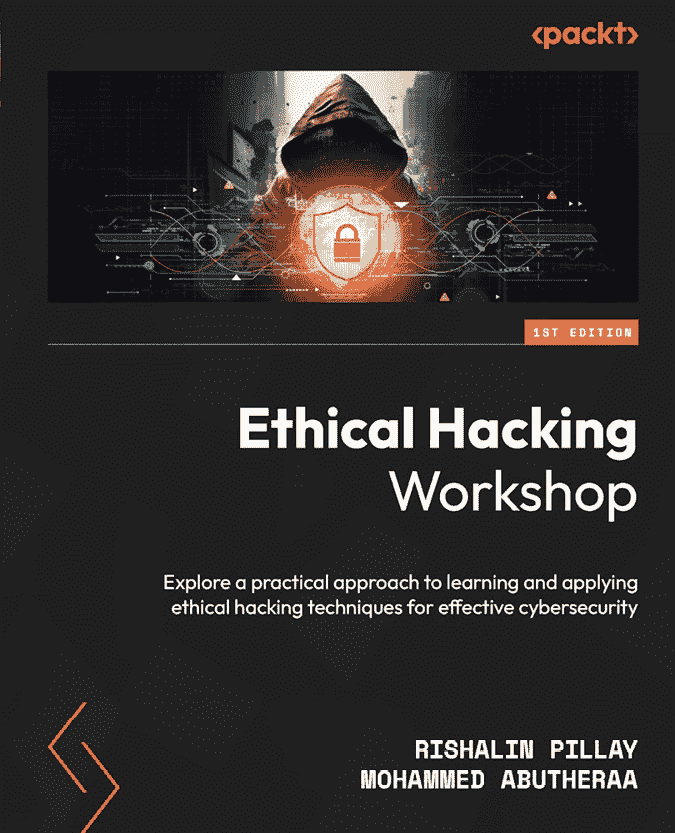 <packt>
1ST EDITION
Ethical Hacking
Workshop
Explore a practical approach to learning and applying
ethical hacking techniques for effective cybersecurity
RISHALIN PILLAY
MOHAMMED ABUTHERAA